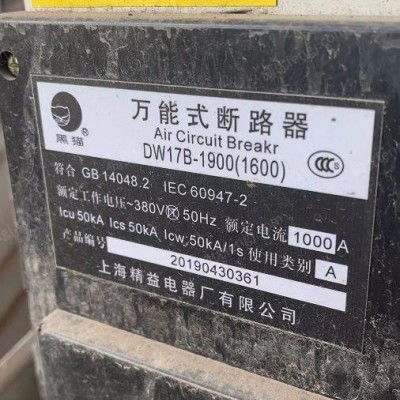 万能式断路器
Air Circuit Breakr
DW17B-1900(1600)
黑猫®
CCC
符合 GB 14048.2 IEC 60947-2
额定工作电压~380V 50Hz 额定电流 1000 A
Icu 50kA Ics 50kA Icw 50kA/1s 使用类别 A
产品编号 20190430361
上海精益电器厂有限公司